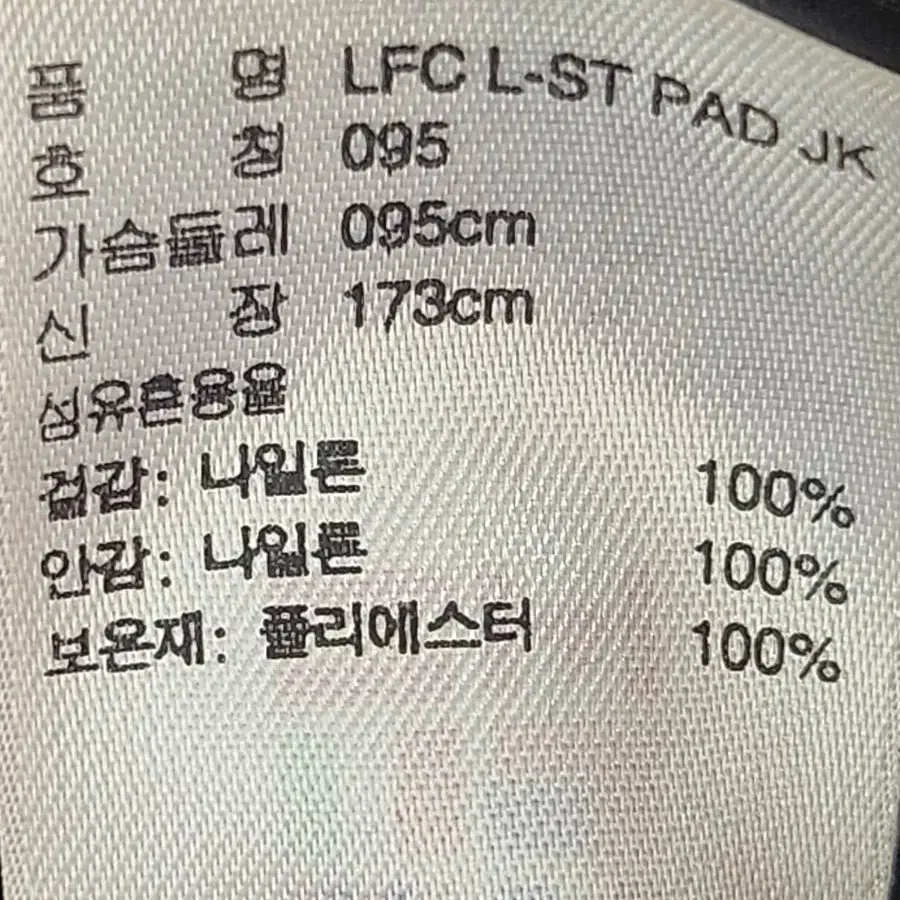 품 명 LFC L-ST PAD JK
호 칭 095
가슴둘레 095cm
신 장 173cm
섬유혼용율
겉감: 나일론 100%
안감: 나일론 100%
보온재: 폴리에스터 100%